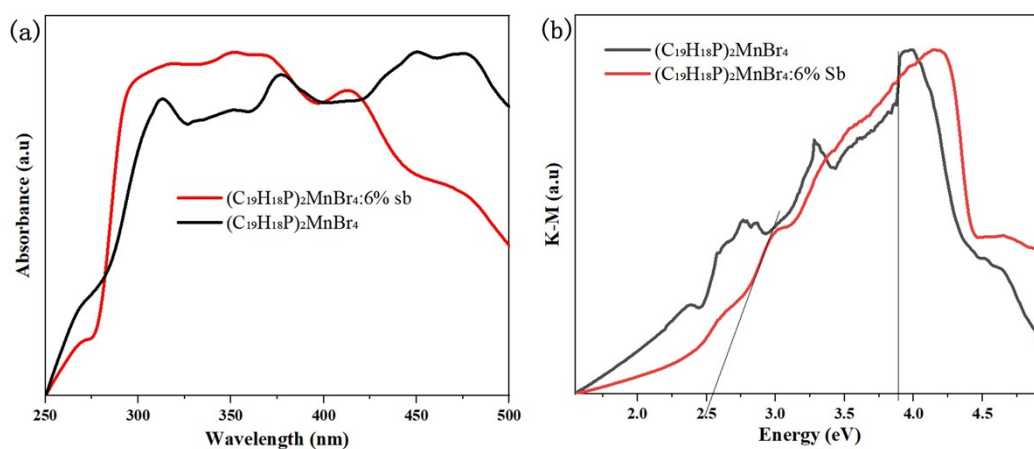 (a)
Absorbance (a.u)
(C₁₉H₁₈P)₂MnBr₄:6% sb
(C₁₉H₁₈P)₂MnBr₄
250 300 350 400 450 500
Wavelength (nm)
(b)
K-M (a.u)
(C₁₉H₁₈P)₂MnBr₄
(C₁₉H₁₈P)₂MnBr₄:6% Sb
2.0 2.5 3.0 3.5 4.0 4.5
Energy (eV)